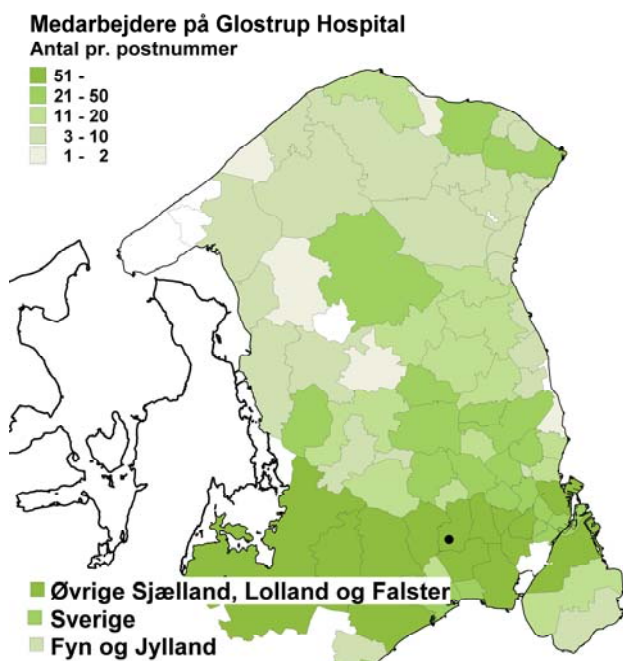 Medarbejdere på Glostrup Hospital
Antal pr. postnummer
51 -
21 - 50
11 - 20
3 - 10
1 - 2
Øvrige Sjælland, Lolland og Falster
Sverige
Fyn og Jylland